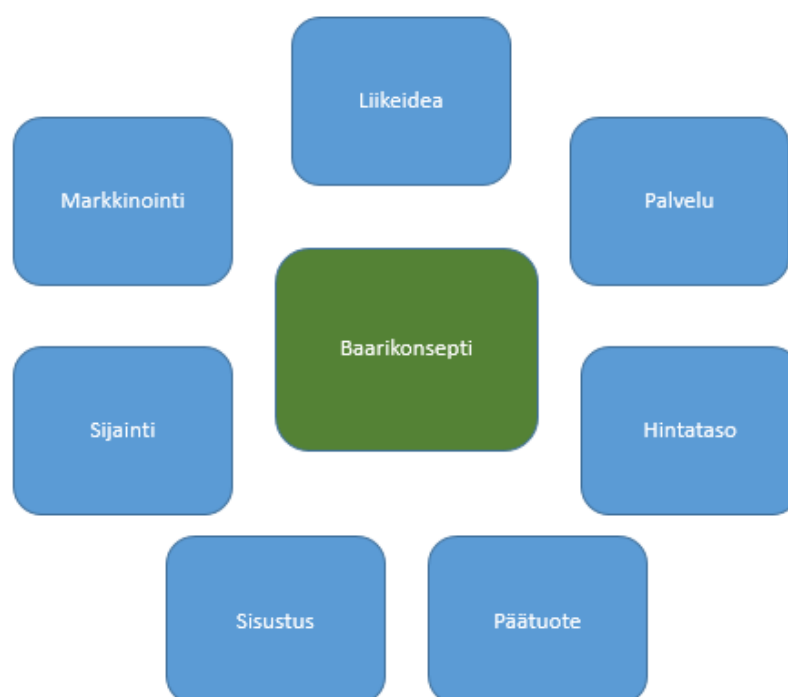 Liikeidea
Markkinointi
Palvelu
Baarikonsepti
Sijainti
Hintataso
Sisustus
Päätuote